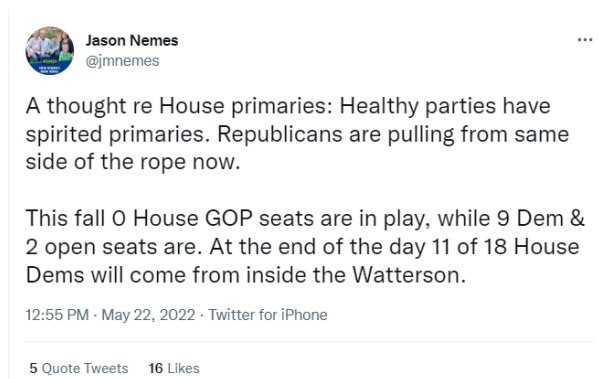 Jason Nemes
@jmnemes
A thought re House primaries: Healthy parties have
spirited primaries. Republicans are pulling from same
side of the rope now.
This fall 0 House GOP seats are in play, while 9 Dem &
2 open seats are. At the end of the day 11 of 18 House
Dems will come from inside the Watterson.
12:55 PM · May 22, 2022 · Twitter for iPhone
5 Quote Tweets 16 Likes